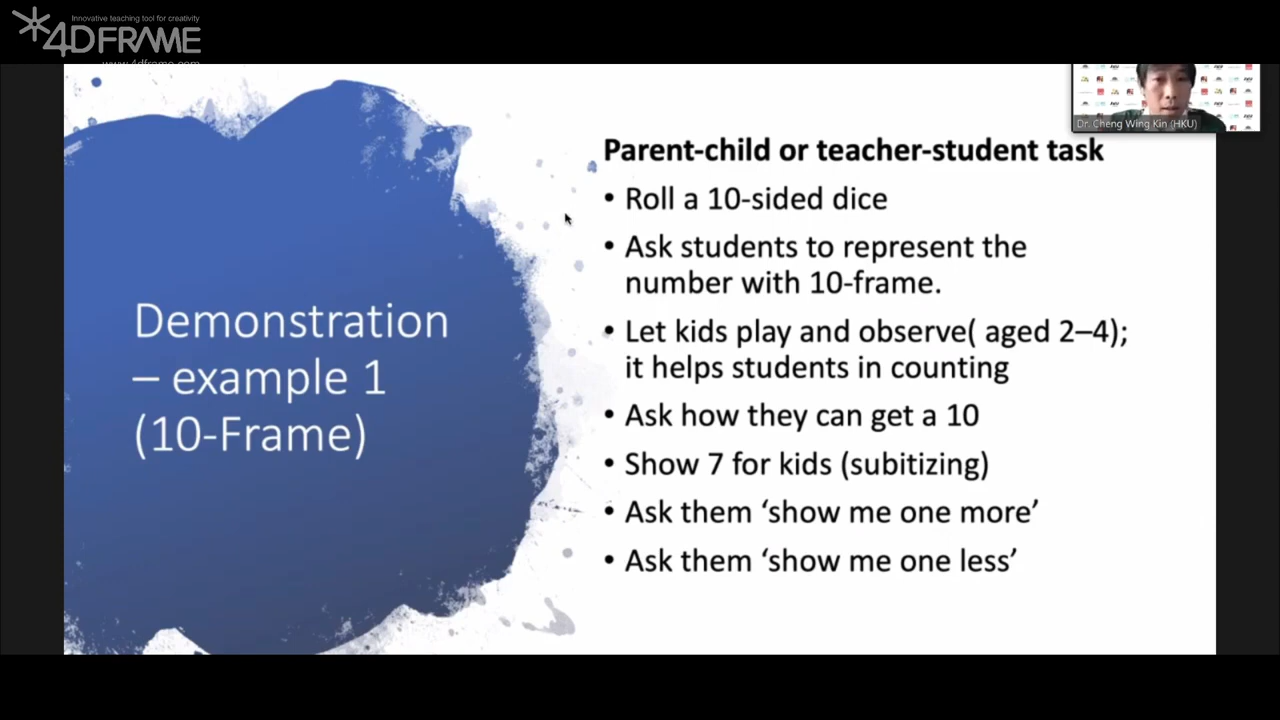 Innovative teaching tool for creativity
4DFRAME
www.4dframe.com
Dr. Cheng Wing Kin (HKU)
Demonstration
– example 1
(10-Frame)
Parent-child or teacher-student task
• Roll a 10-sided dice
• Ask students to represent the
number with 10-frame.
• Let kids play and observe( aged 2–4);
it helps students in counting
• Ask how they can get a 10
• Show 7 for kids (subitizing)
• Ask them ‘show me one more’
• Ask them ‘show me one less’